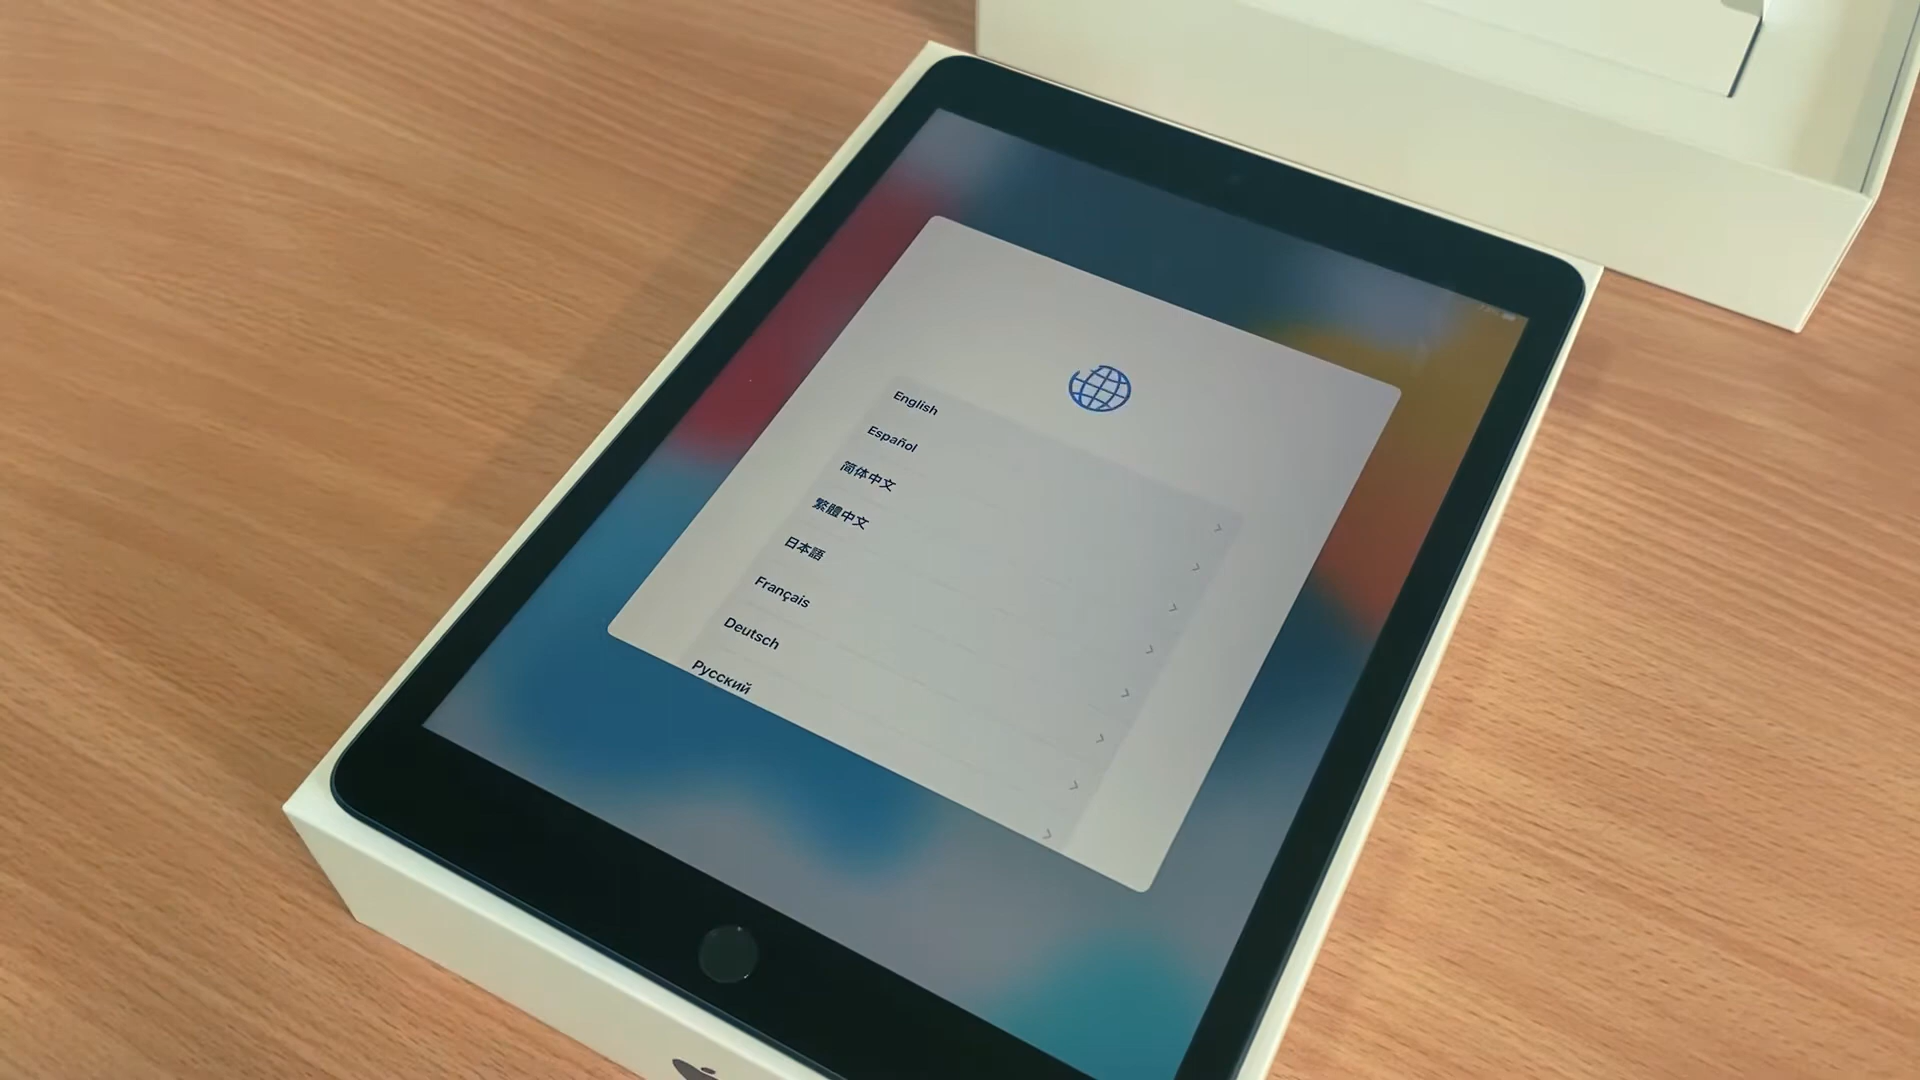 English
Español
简体中文
繁體中文
日本語
Français
Deutsch
Русский